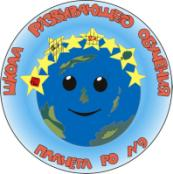 ШКОЛА РАЗВИВАЮЩЕГО ОБУЧЕНИЯ
ПЛАНЕТА РО №9